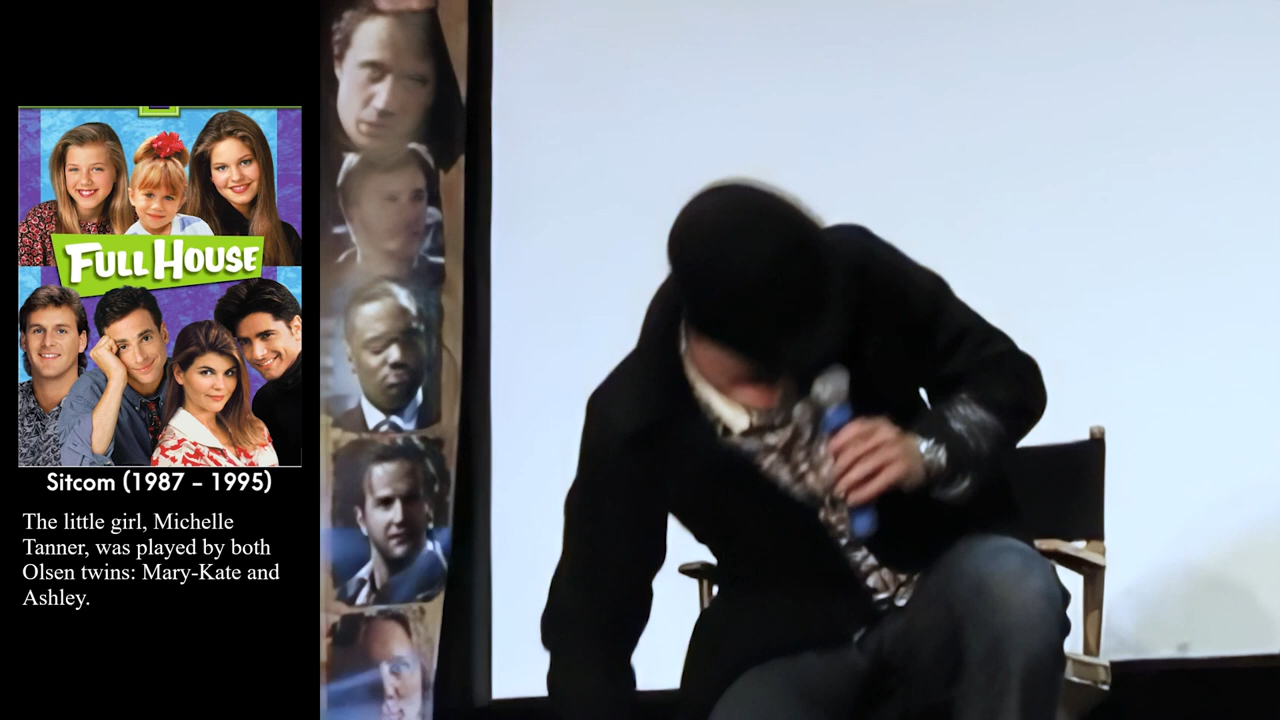 FULL HOUSE
Sitcom (1987 – 1995)
The little girl, Michelle
Tanner, was played by both
Olsen twins: Mary-Kate and
Ashley.